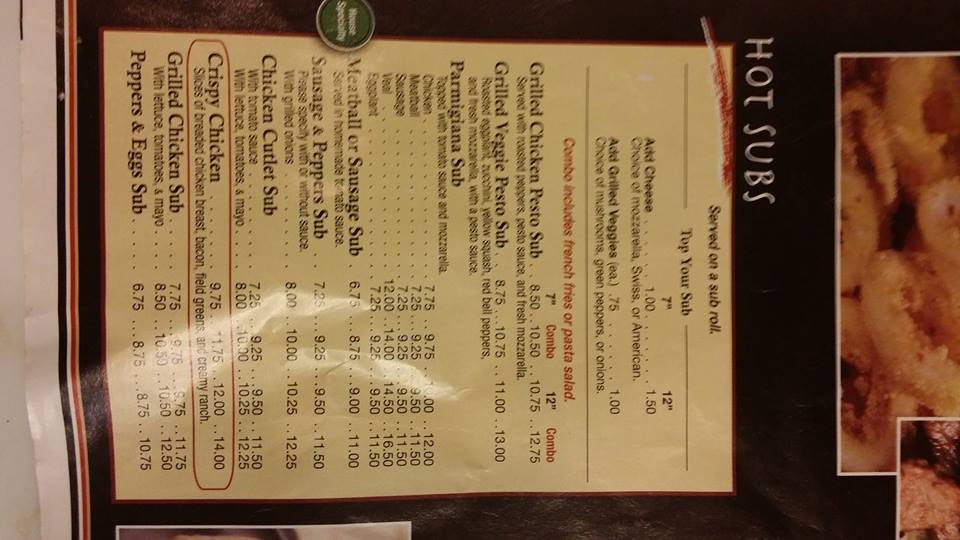 HOT SUBS
Served on a sub roll.
Top Your Sub
7" 12"
Add Cheese . . . . . . 1.00 . . . . . . . 1.50
Choice of mozzarella, Swiss, or American.
Add Grilled Veggies (ea.) .75 . . . . . . . 1.00
Choice of mushrooms, green peppers, or onions.
Combo includes french fries or pasta salad.
7" Combo 12" Combo
Grilled Chicken Pesto Sub . 8.50 . . 10.50 . . 10.75 . . 12.75
Served with roasted peppers, pesto sauce, and fresh mozzarella.
Grilled Veggie Pesto Sub . . 8.75 . . . 10.75 . . 11.00 . . 13.00
Roasted eggplant, zucchini, yellow squash, red bell peppers,
and fresh mozzarella, with a pesto sauce.
Parmigiana Sub
Topped with tomato sauce and mozzarella.
Chicken . . . . . . . . . . . . 7.75 . . . 9.75 . . . 10.00 . . 12.00
Meatball . . . . . . . . . . . . 7.25 . . . 9.25 . . . 9.50 . . . 11.50
Sausage . . . . . . . . . . . . 7.25 . . . 9.25 . . . 9.50 . . . 11.50
Veal . . . . . . . . . . . . 12.00 . . 14.00 . . 14.50 . . 16.50
Eggplant . . . . . . . . . . . . 7.25 . . . 9.25 . . . 9.50 . . . 11.50
House
Specialty
Meatball or Sausage Sub . . 6.75 . . . 8.75 . . . 9.00 . . . 11.00
Served in homemade tomato sauce.
Sausage & Peppers Sub . . 7.25 . . . 9.25 . . . 9.50 . . . 11.50
Please specify with or without sauce.
With grilled onions . . . . . . . 8.00 . . . 10.00 . . 10.25 . . 12.25
Chicken Cutlet Sub
With tomato sauce . . . . . . . 7.25 . . . 9.25 . . . 9.50 . . . 11.50
With lettuce, tomatoes, & mayo . . 8.00 . . . 10.00 . . 10.25 . . 12.25
Crispy Chicken . . . . . . . 9.75 . . . 11.75 . . . 12.00 . . . 14.00
Slices of breaded chicken breast, bacon, field greens, and creamy ranch.
Grilled Chicken Sub . . . . 7.75 . . . 9.75 . . . 9.75 . . . 11.75
With lettuce, tomatoes, & mayo . . . 8.50 . . . 10.50 . . 10.50 . . 12.50
Peppers & Eggs Sub . . . . 6.75 . . . 8.75 . . . 8.75 . . . 10.75